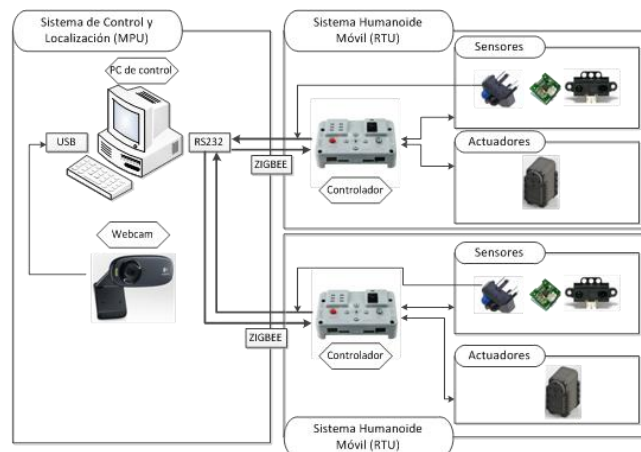 Sistema de Control y
Localización (MPU)
PC de control
USB
RS232
Webcam
ZIGBEE
Sistema Humanoide
Móvil (RTU)
Controlador
Sensores
Actuadores
ZIGBEE
Controlador
Sensores
Actuadores
Sistema Humanoide
Móvil (RTU)